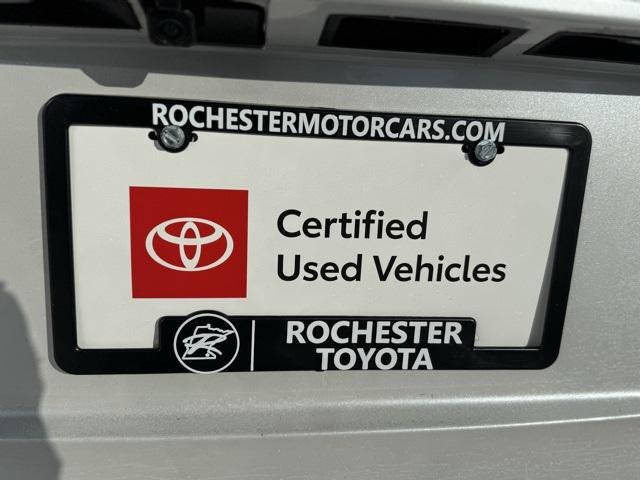 ROCHESTERMOTORCARS.COM
Certified
Used Vehicles
ROCHESTER
TOYOTA